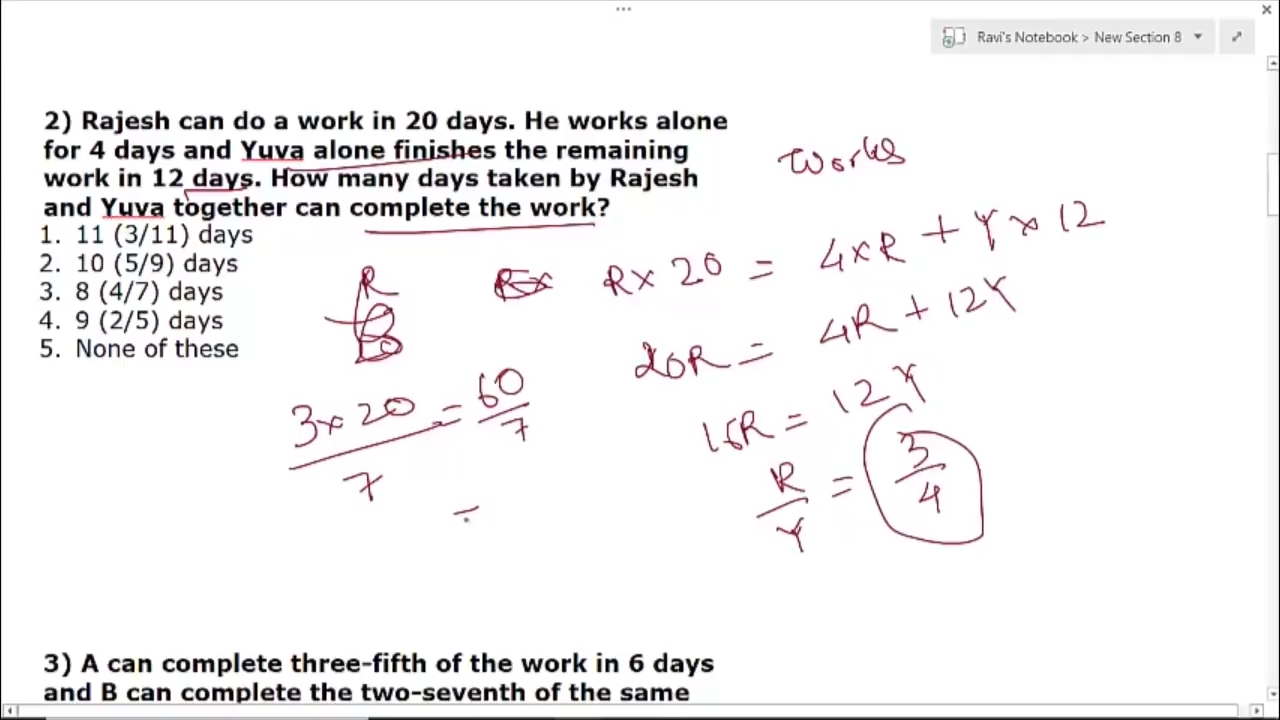 Ravi's Notebook > New Section 8
2) Rajesh can do a work in 20 days. He works alone
for 4 days and Yuva alone finishes the remaining
work in 12 days. How many days taken by Rajesh
and Yuva together can complete the work?
1. 11 (3/11) days
2. 10 (5/9) days
3. 8 (4/7) days
4. 9 (2/5) days
5. None of these
works
R
R x 20 = 4xR + Y x 12
20R = 4R + 12Y
16R = 12Y
R/Y = 3/4
3 x 20 / 7 = 60/7
=
3) A can complete three-fifth of the work in 6 days
and B can complete the two-seventh of the same